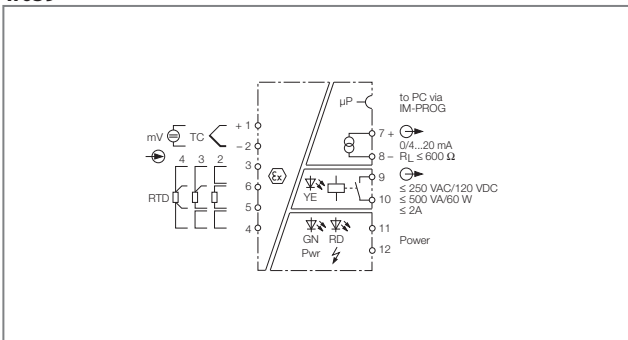 µP
to PC via
IM-PROG
mV
TC
+ 1
− 2
7 +
0/4...20 mA
8 −
RL ≤ 600 Ω
4 3 2
3
Ex
6
9
RTD
YE
≤ 250 VAC/120 VDC
5
10
≤ 500 VA/60 W
≤ 2A
4
11
GN RD
Power
Pwr
12